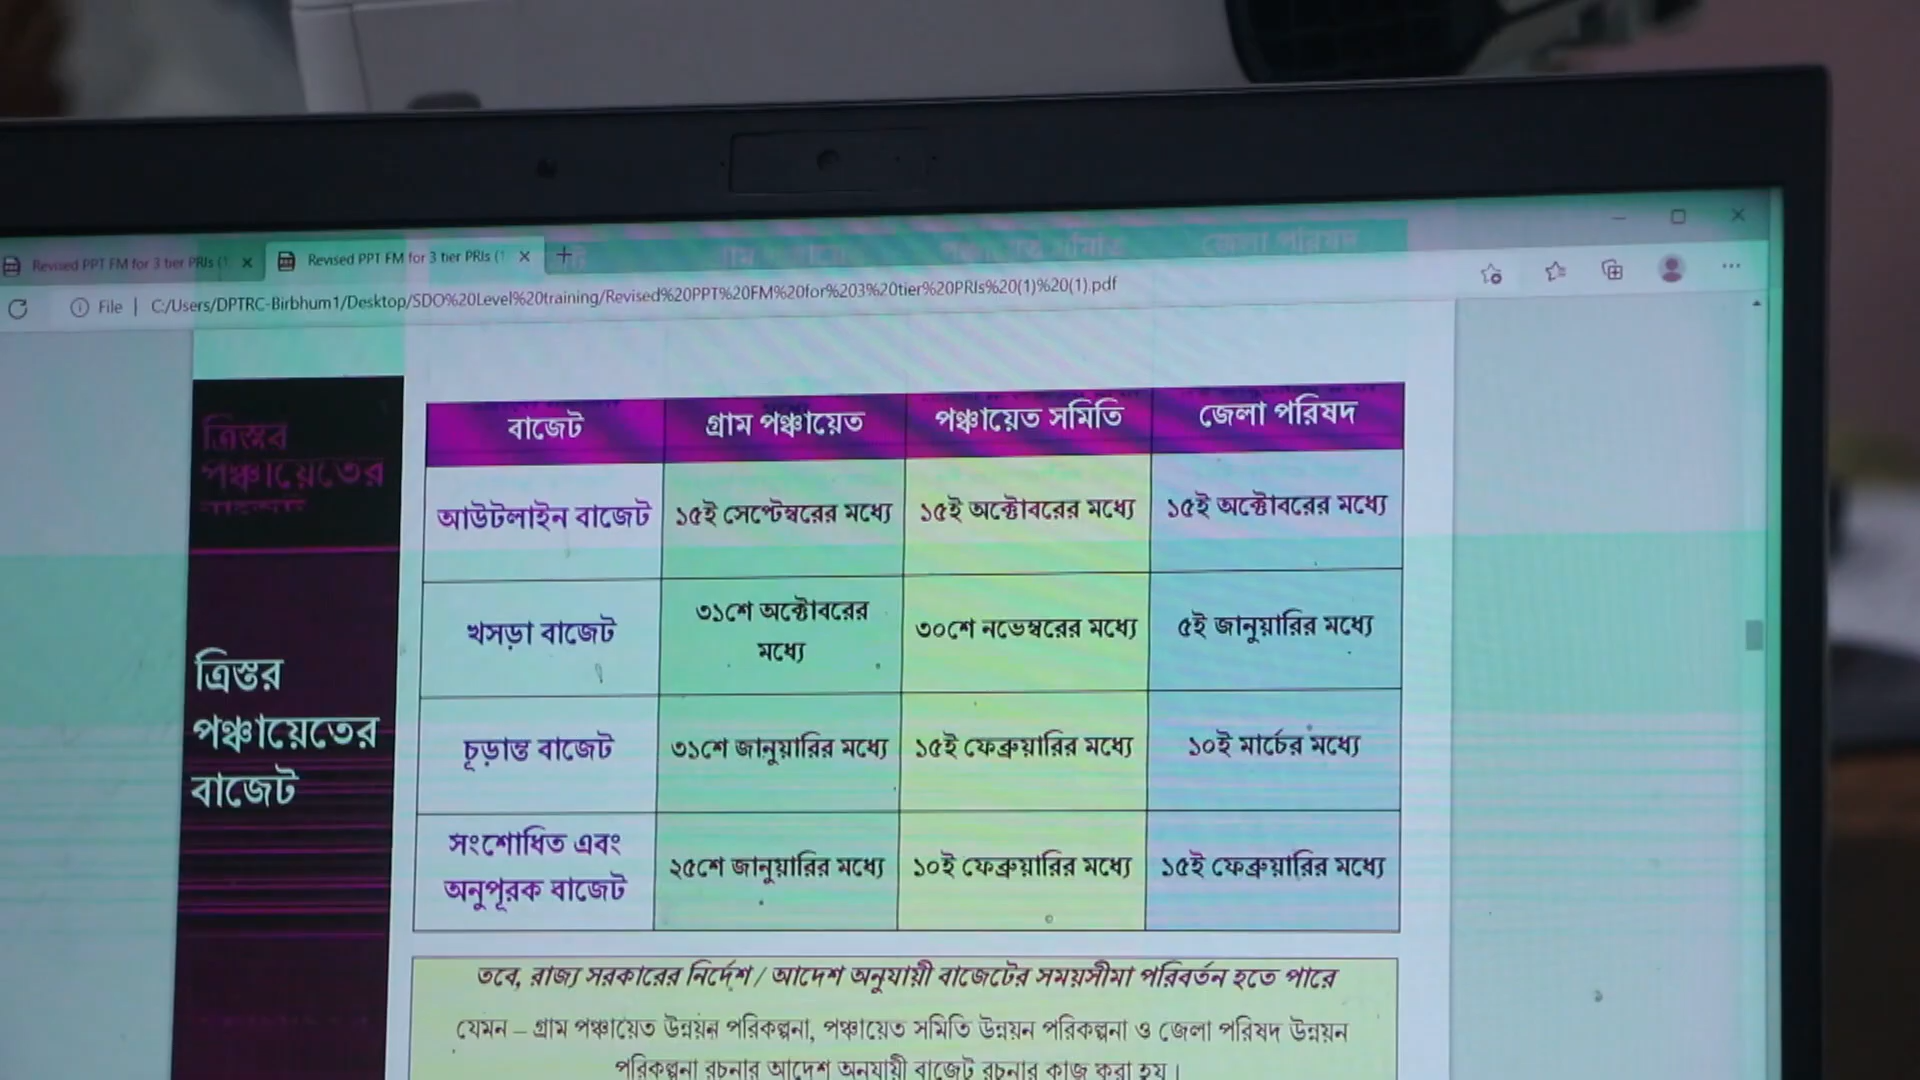 Revised PPT FM for 3 tier PRIs (1
Revised PPT FM for 3 tier PRIs (1
File | C:/Users/DPTRC-Birbhum1/Desktop/SDO%20Level%20training/Revised%20PPT%20FM%20for%203%20tier%20PRIs%20(1)%20(1).pdf
ত্রিস্তর
পঞ্চায়েতের
বাজেট
বাজেট গ্রাম পঞ্চায়েত পঞ্চায়েত সমিতি জেলা পরিষদ
আউটলাইন বাজেট ১৫ই সেপ্টেম্বরের মধ্যে ১৫ই অক্টোবরের মধ্যে ১৫ই অক্টোবরের মধ্যে
খসড়া বাজেট ৩১শে অক্টোবরের মধ্যে ৩০শে নভেম্বরের মধ্যে ৫ই জানুয়ারির মধ্যে
চূড়ান্ত বাজেট ৩১শে জানুয়ারির মধ্যে ১৫ই ফেব্রুয়ারির মধ্যে ১০ই মার্চের মধ্যে
সংশোধিত এবং অনুপূরক বাজেট ২৫শে জানুয়ারির মধ্যে ১০ই ফেব্রুয়ারির মধ্যে ১৫ই ফেব্রুয়ারির মধ্যে
তবে, রাজ্য সরকারের নির্দেশ / আদেশ অনুযায়ী বাজেটের সময়সীমা পরিবর্তন হতে পারে
যেমন – গ্রাম পঞ্চায়েত উন্নয়ন পরিকল্পনা, পঞ্চায়েত সমিতি উন্নয়ন পরিকল্পনা ও জেলা পরিষদ উন্নয়ন
পরিকল্পনা রচনার আদেশ অনুযায়ী বাজেট রচনার কাজ করা হয়।